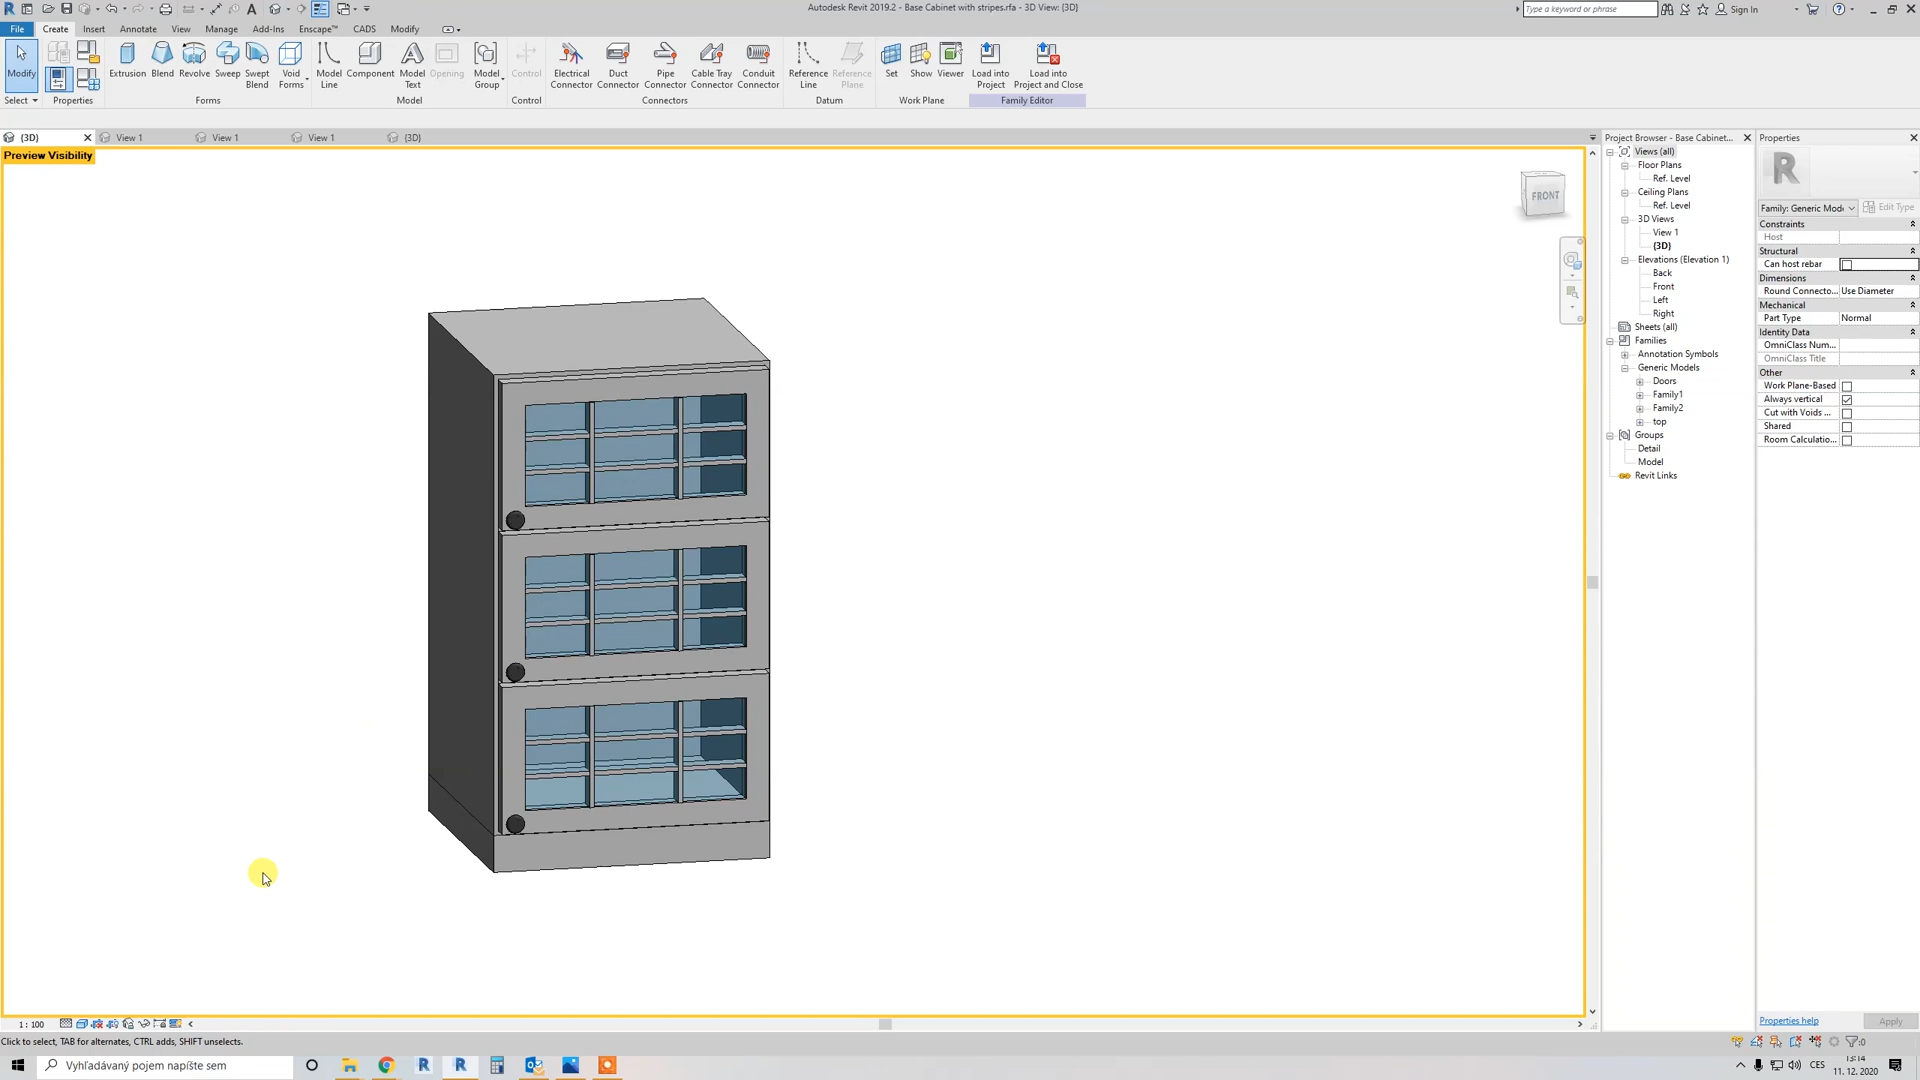 Autodesk Revit 2019.2 - Base Cabinet with stripes.rfa - 3D View: {3D}
Type a keyword or phrase
Sign In
File Create Insert Annotate View Manage Add-Ins Enscape™ CADS Modify
Modify
Extrusion Blend Revolve Sweep Swept Blend Void Forms
Model Line Component Model Text Opening Model Group
Control
Electrical Connector Duct Connector Pipe Connector Cable Tray Connector Conduit Connector
Reference Line Reference Plane
Set Show Viewer
Load into Project Load into Project and Close
Select Properties Forms Model Control Connectors Datum Work Plane Family Editor
{3D} View 1 View 1 View 1 {3D}
Preview Visibility
FRONT
Project Browser - Base Cabinet...
Views (all)
Floor Plans
Ref. Level
Ceiling Plans
Ref. Level
3D Views
View 1
{3D}
Elevations (Elevation 1)
Back
Front
Left
Right
Sheets (all)
Families
Annotation Symbols
Generic Models
Doors
Family1
Family2
top
Groups
Detail
Model
Revit Links
Properties
Family: Generic Mode
Edit Type
Constraints
Host
Structural
Can host rebar
Dimensions
Round Connecto... Use Diameter
Mechanical
Part Type Normal
Identity Data
OmniClass Num...
OmniClass Title
Other
Work Plane-Based
Always vertical
Cut with Voids ...
Shared
Room Calculatio...
Properties help
Apply
1 : 100
Click to select, TAB for alternates, CTRL adds, SHIFT unselects.
:0
Vyhľadávaný pojem napíšte sem
CES
13:14
11. 12. 2020